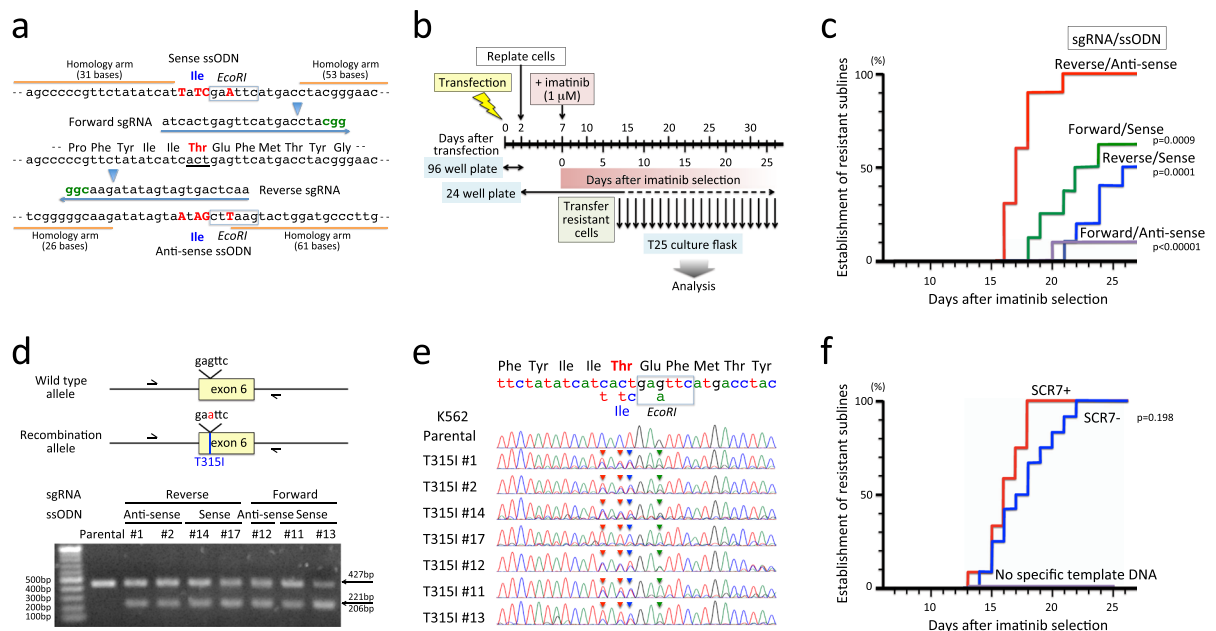 a
Sense ssODN
Homology arm
(31 bases)
Ile
EcoRI
Homology arm
(53 bases)
-- agcccccgttctatatcatTaTCgaAttcatgacctacgggaac --
Forward sgRNA
atcactgagttcatgacctacgg
-- Pro Phe Tyr Ile Ile Thr Glu Phe Met Thr Tyr Gly --
-- agcccccgttctatatcatcactgagttcatgacctacgggaac --
ggcaagatatagtagtgactcaa
Reverse sgRNA
-- tcgggggcaagatatagtaAtAGctTaagtactggatgcccttg --
Homology arm
(26 bases)
Ile
EcoRI
Homology arm
(61 bases)
Anti-sense ssODN
b
Replate cells
Transfection
+ imatinib
(1 µM)
0 2 7 10 15 20 25 30
Days after
transfection
0 5 10 15 20 25
96 well plate
Days after imatinib selection
24 well plate
Transfer
resistant
cells
T25 culture flask
Analysis
c
sgRNA/ssODN
(%)
100
50
0
Establishment of resistant sublines
Reverse/Anti-sense
Forward/Sense
p=0.0009
Reverse/Sense
p=0.0001
Forward/Anti-sense
p<0.00001
10 15 20 25
Days after imatinib selection
d
gagttc
Wild type
allele
exon 6
gaattc
Recombination
allele
exon 6
T315I
sgRNA
Reverse
Forward
ssODN
Anti-sense Sense Anti-sense Sense
Parental #1 #2 #14 #17 #12 #11 #13
500bp
400bp
300bp
200bp
100bp
427bp
221bp
206bp
e
Phe Tyr Ile Ile Thr Glu Phe Met Thr Tyr
ttctatatcatcactgagttcatgacctac
t tc a
Ile
EcoRI
K562
Parental
T315I #1
T315I #2
T315I #14
T315I #17
T315I #12
T315I #11
T315I #13
f
(%)
100
50
0
Establishment of resistant sublines
SCR7+
SCR7-
p=0.198
No specific template DNA
10 15 20 25
Days after imatinib selection